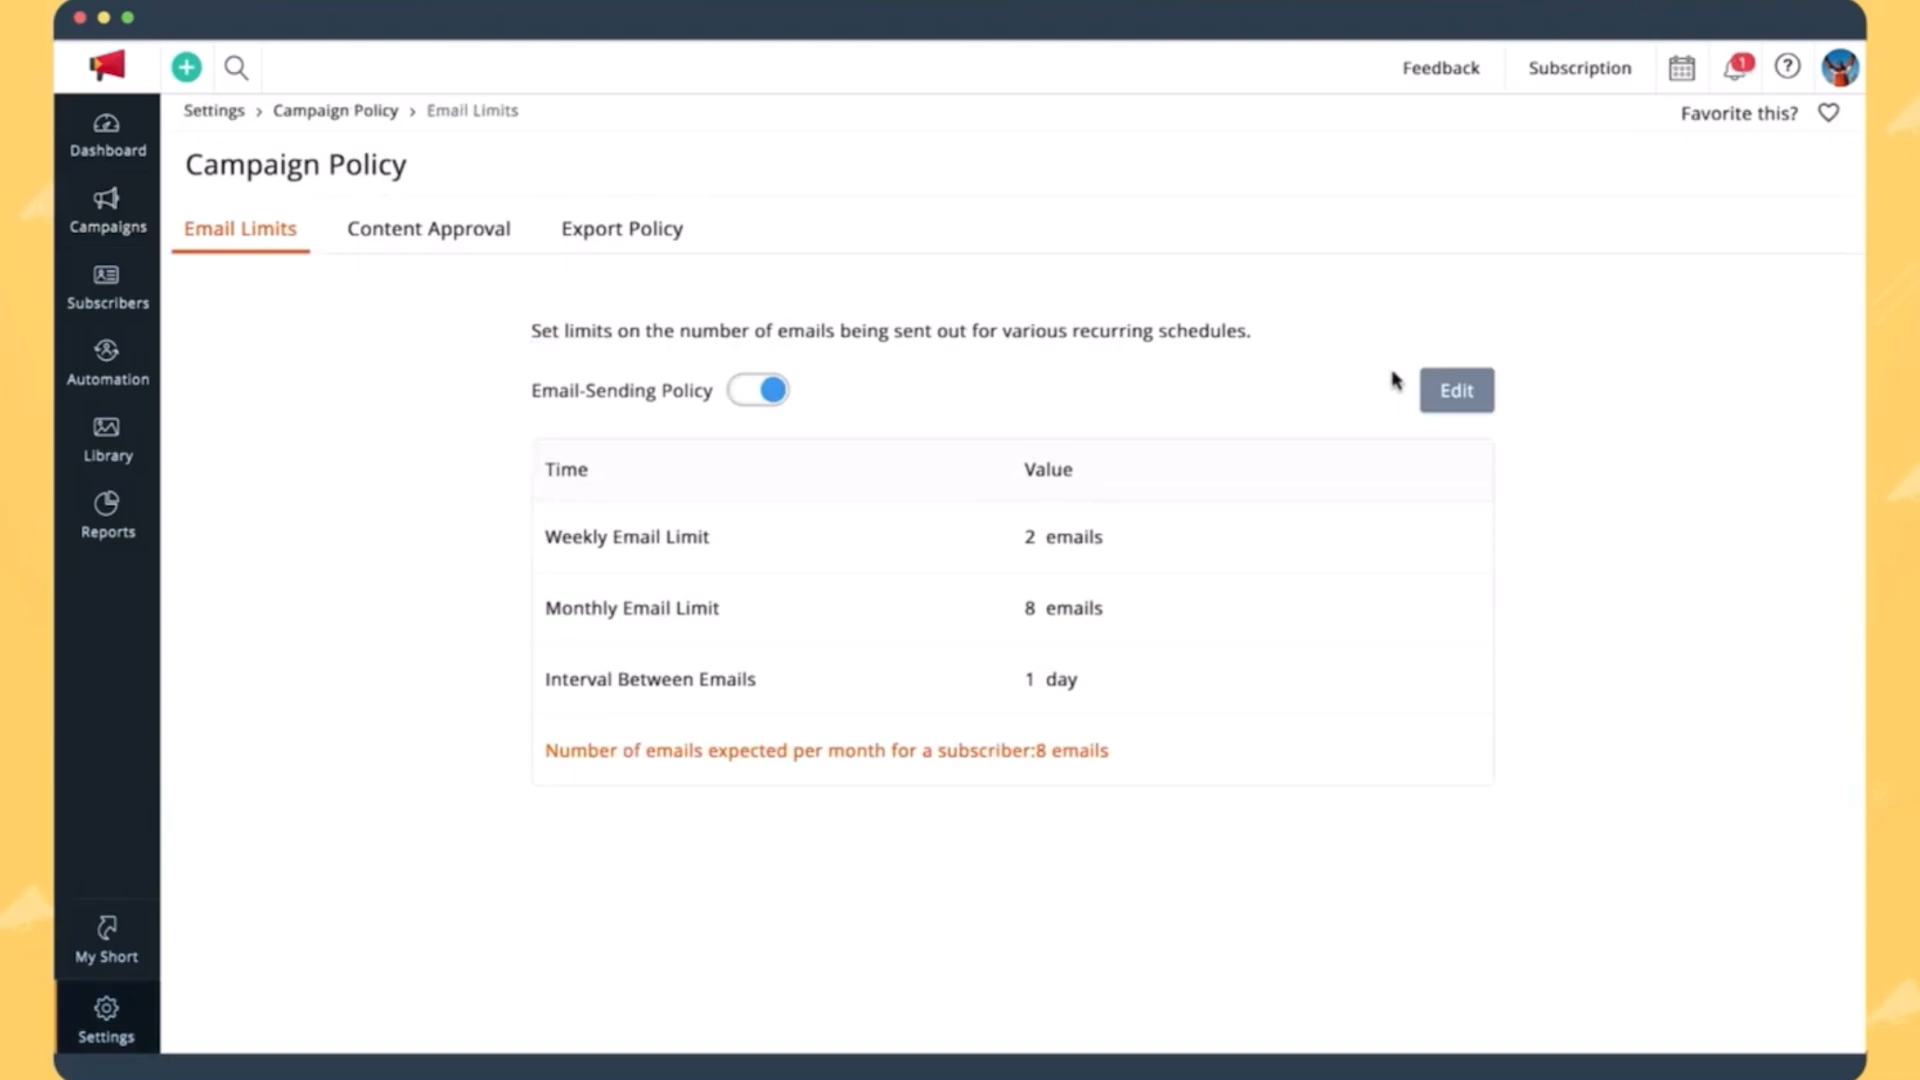 Feedback
Subscription
1
Settings > Campaign Policy > Email Limits
Favorite this?
Dashboard
Campaigns
Subscribers
Automation
Library
Reports
My Short
Settings
Campaign Policy
Email Limits
Content Approval
Export Policy
Set limits on the number of emails being sent out for various recurring schedules.
Email-Sending Policy
Edit
Time Value
Weekly Email Limit 2 emails
Monthly Email Limit 8 emails
Interval Between Emails 1 day
Number of emails expected per month for a subscriber:8 emails